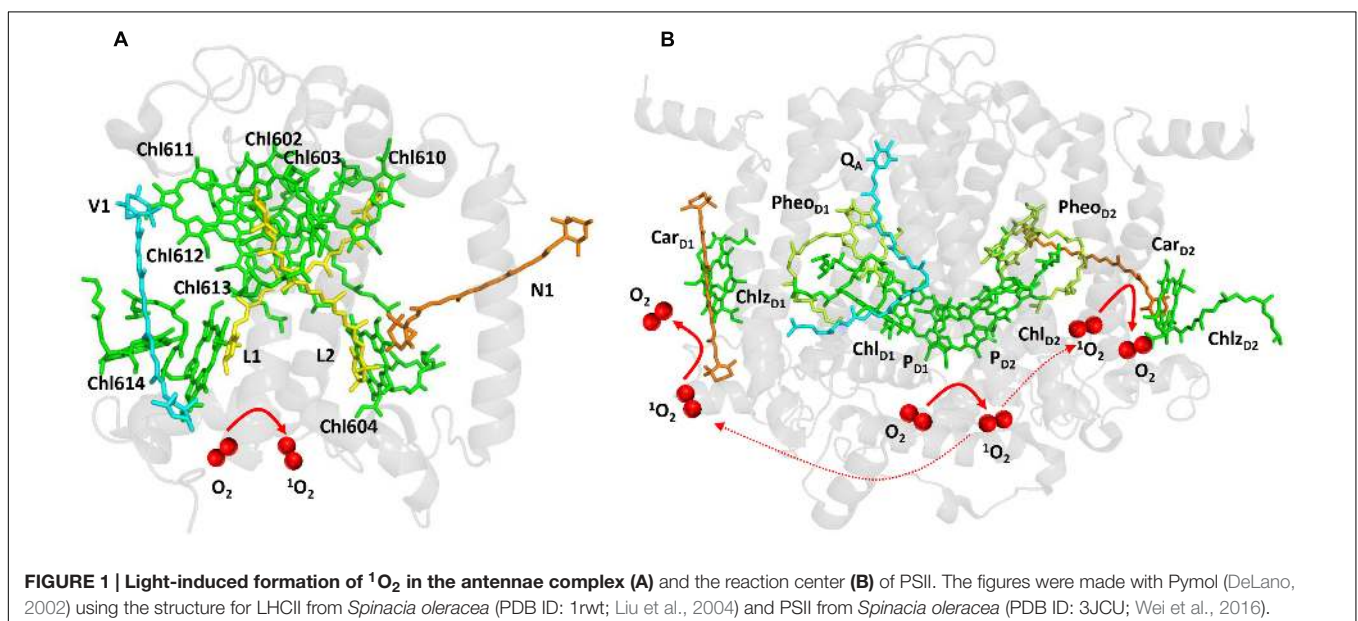 A
B
Chl602
Chl611
Chl603
Chl610
V1
Chl612
Chl613
N1
L1
L2
Chl614
Chl604
O2
1O2
QA
PheoD1
PheoD2
CarD1
CarD2
O2
ChlzD1
ChlD1
PD1
PD2
ChlD2
1O2
O2
ChlzD2
1O2
O2
1O2
FIGURE 1 | Light-induced formation of 1O2 in the antennae complex (A) and the reaction center (B) of PSII. The figures were made with Pymol (DeLano,
2002) using the structure for LHCII from Spinacia oleracea (PDB ID: 1rwt; Liu et al., 2004) and PSII from Spinacia oleracea (PDB ID: 3JCU; Wei et al., 2016).